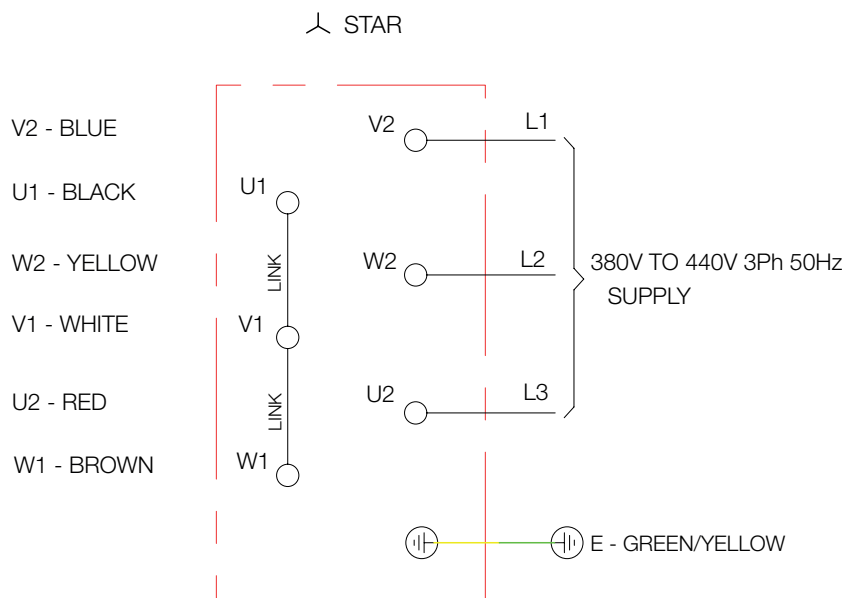 STAR
V2 - BLUE
U1 - BLACK
W2 - YELLOW
V1 - WHITE
U2 - RED
W1 - BROWN
U1
LINK
V1
LINK
W1
V2
L1
W2
L2
U2
L3
380V TO 440V 3Ph 50Hz
SUPPLY
E - GREEN/YELLOW